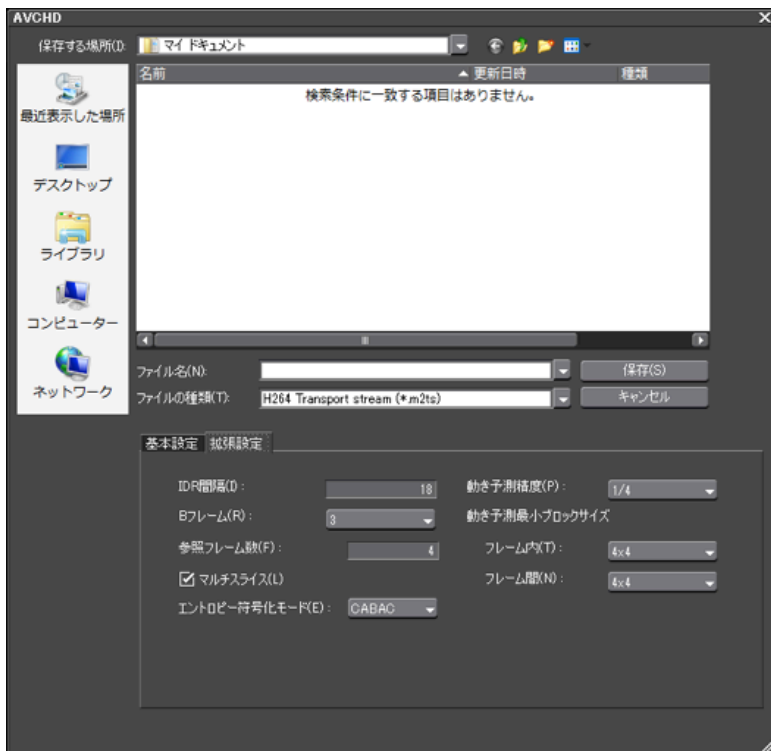 AVCHD
保存する場所(I):
マイ ドキュメント
名前
更新日時
種類
検索条件に一致する項目はありません。
最近表示した場所
デスクトップ
ライブラリ
コンピューター
ネットワーク
ファイル名(N):
保存(S)
ファイルの種類(T):
H264 Transport stream (*.m2ts)
キャンセル
基本設定
拡張設定
IDR間隔(I) :
18
動き予測精度(P) :
1/4
Bフレーム(R) :
3
動き予測最小ブロックサイズ
参照フレーム数(F) :
4
フレーム内(T) :
4x4
マルチスライス(L)
フレーム間(N) :
4x4
エントロピー符号化モード(E) :
CABAC